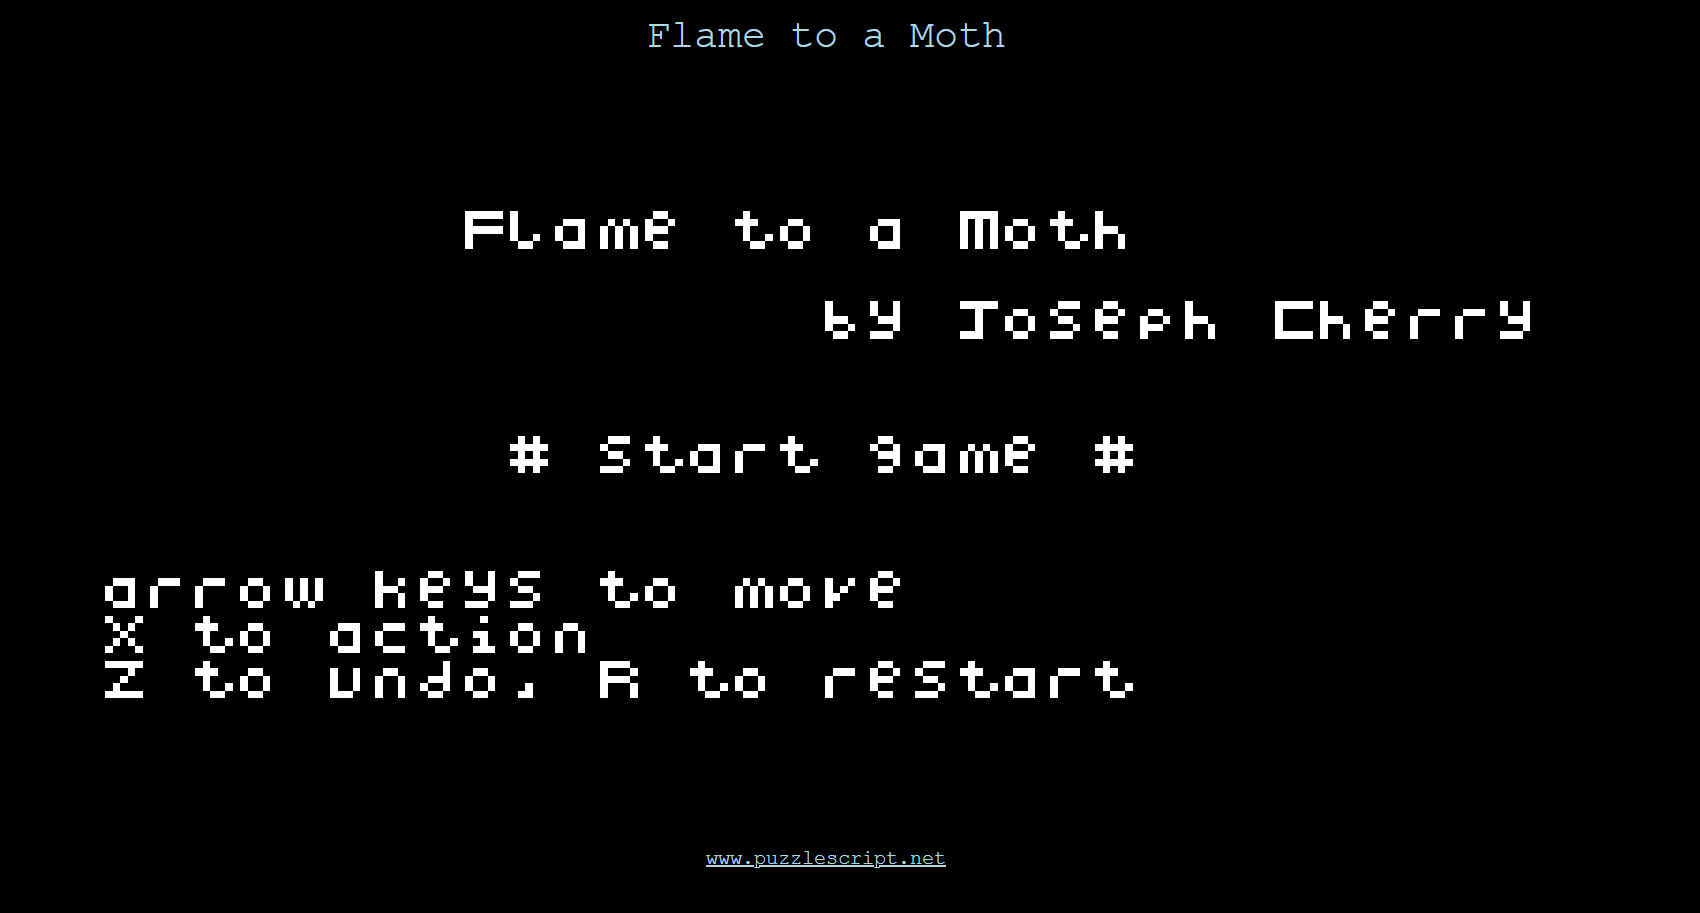 Flame to a Moth
Flame to a Moth
by Joseph Cherry
# start game #
arrow keys to move
X to action
Z to undo, R to restart
www.puzzlescript.net